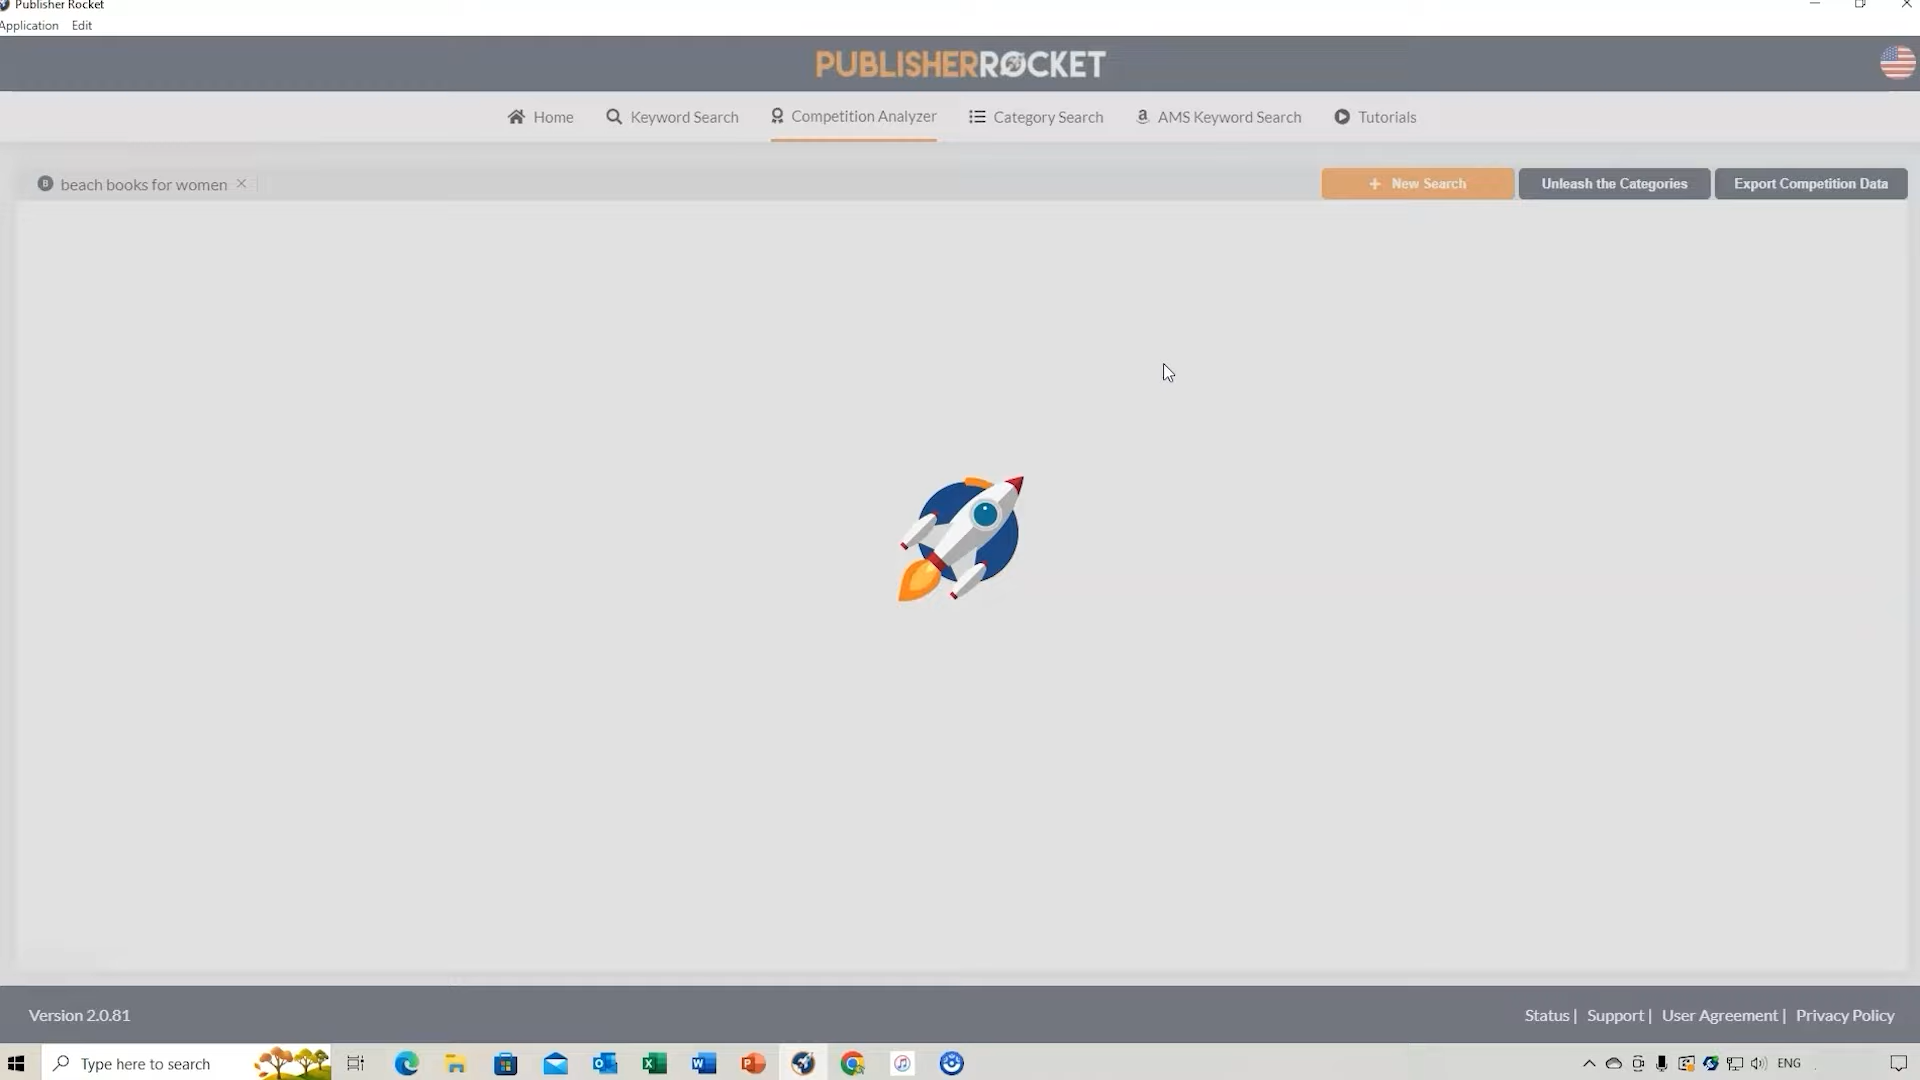 Publisher Rocket
Application Edit
PUBLISHERROCKET
Home Keyword Search Competition Analyzer Category Search AMS Keyword Search Tutorials
B beach books for women × + New Search Unleash the Categories Export Competition Data
Version 2.0.81 Status | Support | User Agreement | Privacy Policy
Type here to search ENG